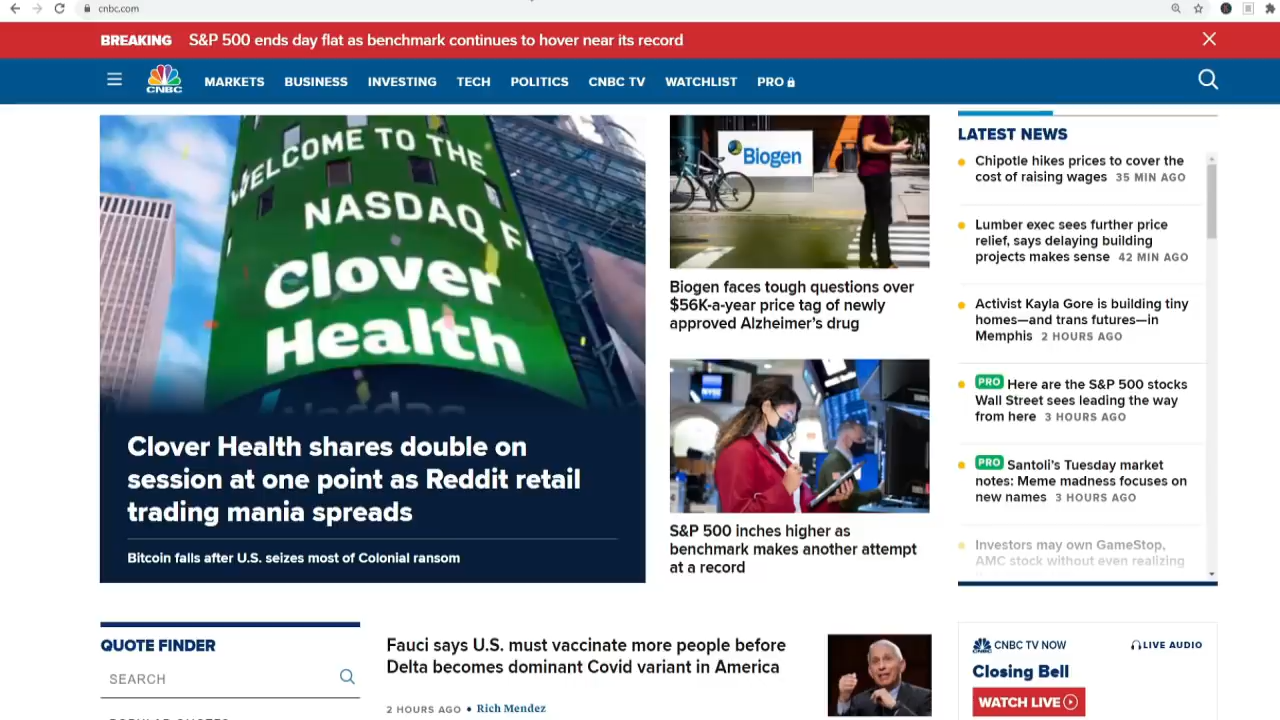 cnbc.com
BREAKING S&P 500 ends day flat as benchmark continues to hover near its record
CNBC
MARKETS BUSINESS INVESTING TECH POLITICS CNBC TV WATCHLIST PRO
WELCOME TO THE
NASDAQ F
Clover
Health
Clover Health shares double on
session at one point as Reddit retail
trading mania spreads
Bitcoin falls after U.S. seizes most of Colonial ransom
Biogen
Biogen faces tough questions over
$56K-a-year price tag of newly
approved Alzheimer's drug
NYSE
S&P 500 inches higher as
benchmark makes another attempt
at a record
LATEST NEWS
Chipotle hikes prices to cover the
cost of raising wages 35 MIN AGO
Lumber exec sees further price
relief, says delaying building
projects makes sense 42 MIN AGO
Activist Kayla Gore is building tiny
homes—and trans futures—in
Memphis 2 HOURS AGO
PRO Here are the S&P 500 stocks
Wall Street sees leading the way
from here 3 HOURS AGO
PRO Santoli's Tuesday market
notes: Meme madness focuses on
new names 3 HOURS AGO
Investors may own GameStop,
AMC stock without even realizing
QUOTE FINDER
SEARCH
Fauci says U.S. must vaccinate more people before
Delta becomes dominant Covid variant in America
2 HOURS AGO • Rich Mendez
CNBC TV NOW
LIVE AUDIO
Closing Bell
WATCH LIVE